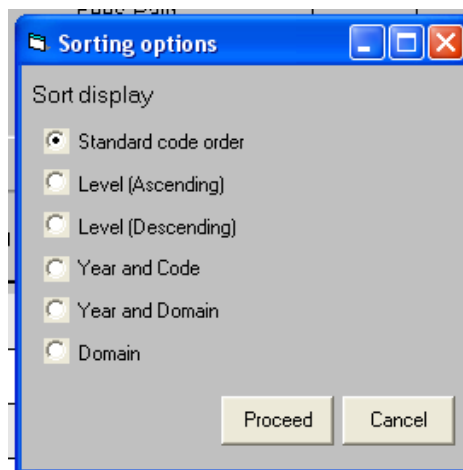 Sorting options
Sort display
Standard code order
Level (Ascending)
Level (Descending)
Year and Code
Year and Domain
Domain
Proceed
Cancel